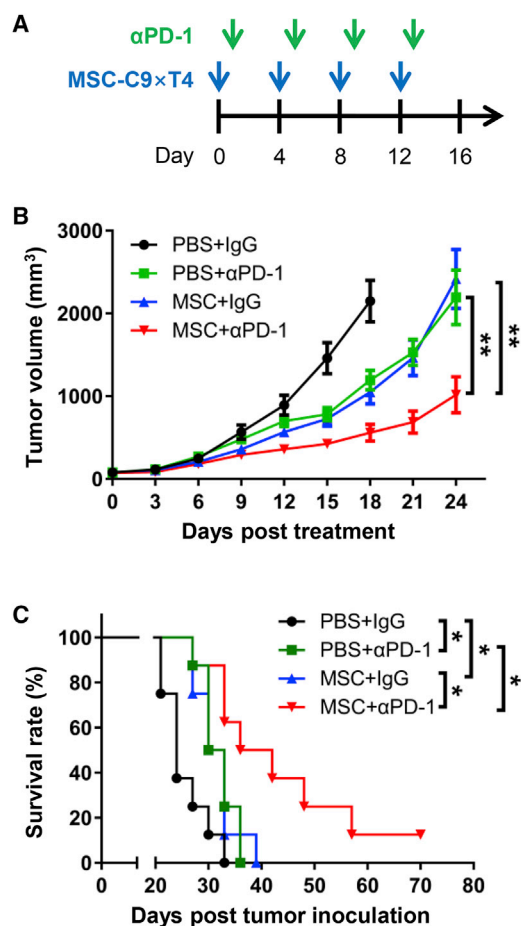 A
αPD-1
MSC-C9×T4
Day 0 4 8 12 16
B
Tumor volume (mm³)
3000
2000
1000
0
PBS+IgG
PBS+αPD-1
MSC+IgG
MSC+αPD-1
**
**
0 3 6 9 12 15 18 21 24
Days post treatment
C
Survival rate (%)
100
80
60
40
20
0
PBS+IgG
PBS+αPD-1
MSC+IgG
MSC+αPD-1
*
*
*
*
0 20 30 40 50 60 70 80
Days post tumor inoculation